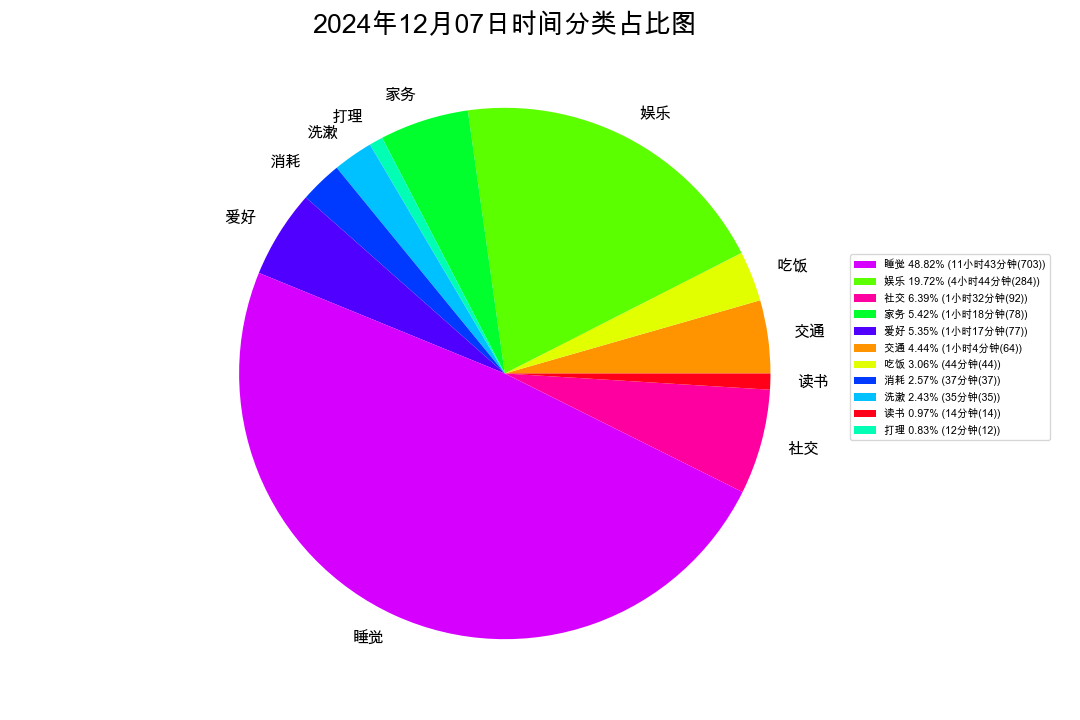 2024年12月07日时间分类占比图
家务
娱乐
打理
洗漱
消耗
爱好
吃饭
交通
读书
社交
睡觉
睡觉 48.82% (11小时43分钟(703))
娱乐 19.72% (4小时44分钟(284))
社交 6.39% (1小时32分钟(92))
家务 5.42% (1小时18分钟(78))
爱好 5.35% (1小时17分钟(77))
交通 4.44% (1小时4分钟(64))
吃饭 3.06% (44分钟(44))
消耗 2.57% (37分钟(37))
洗漱 2.43% (35分钟(35))
读书 0.97% (14分钟(14))
打理 0.83% (12分钟(12))